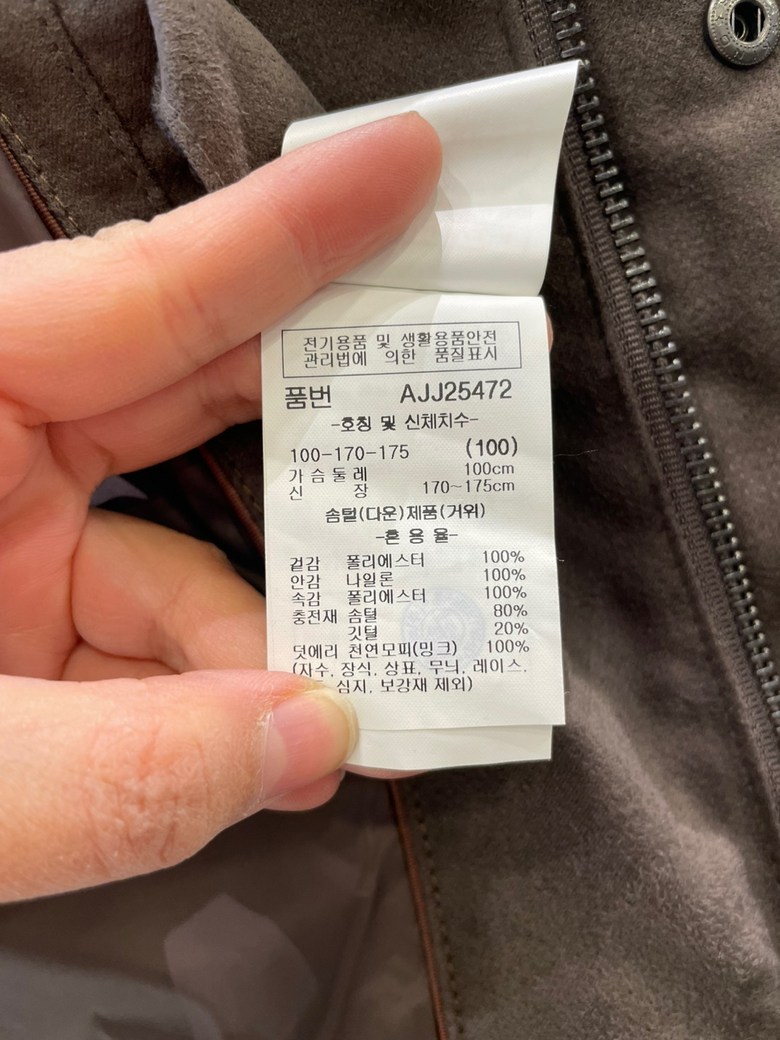 전기용품 및 생활용품안전
관리법에 의한 품질표시
품번 AJJ25472
-호칭 및 신체치수-
100-170-175 (100)
가슴둘레 100cm
신장 170~175cm
솜털(다운)제품(거위)
-혼용율-
겉감 폴리에스터 100%
안감 나일론 100%
속감 폴리에스터 100%
충전재 솜털 80%
깃털 20%
덧에리 천연모피(밍크) 100%
(자수, 장식, 상표, 무늬, 레이스,
심지, 보강재 제외)